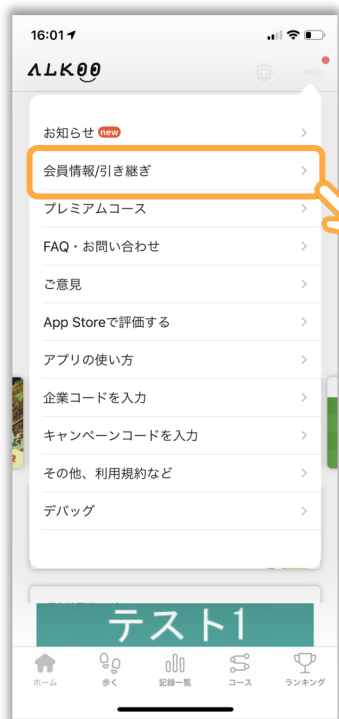 16:01
ALKOO
お知らせ new
会員情報/引き継ぎ
プレミアムコース
FAQ・お問い合わせ
ご意見
App Storeで評価する
アプリの使い方
企業コードを入力
キャンペーンコードを入力
その他、利用規約など
デバッグ
テスト1
ホーム
歩く
記録一覧
コース
ランキング